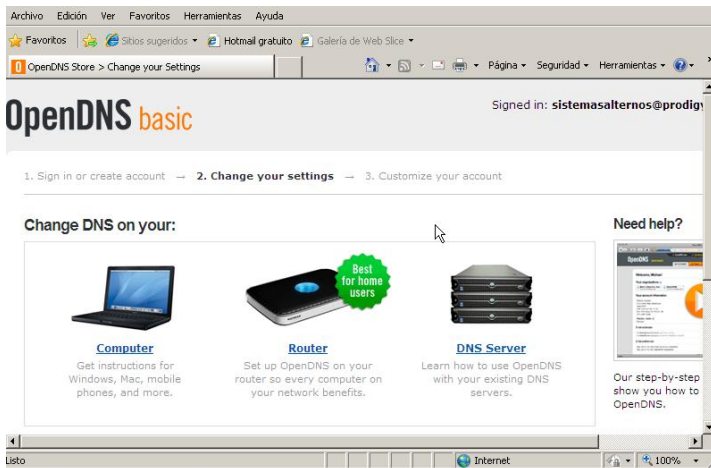 Archivo Edición Ver Favoritos Herramientas Ayuda
Favoritos Sitios sugeridos Hotmail gratuito Galería de Web Slice
OpenDNS Store > Change your Settings
Página Seguridad Herramientas
OpenDNS basic
Signed in: sistemasalternos@prodigy
1. Sign in or create account → 2. Change your settings → 3. Customize your account
Change DNS on your:
Need help?
Best
for home
users
Computer
Get instructions for
Windows, Mac, mobile
phones, and more.
Router
Set up OpenDNS on your
router so every computer on
your network benefits.
DNS Server
Learn how to use OpenDNS
with your existing DNS
servers.
Our step-by-step
show you how to
OpenDNS.
Listo
Internet
100%